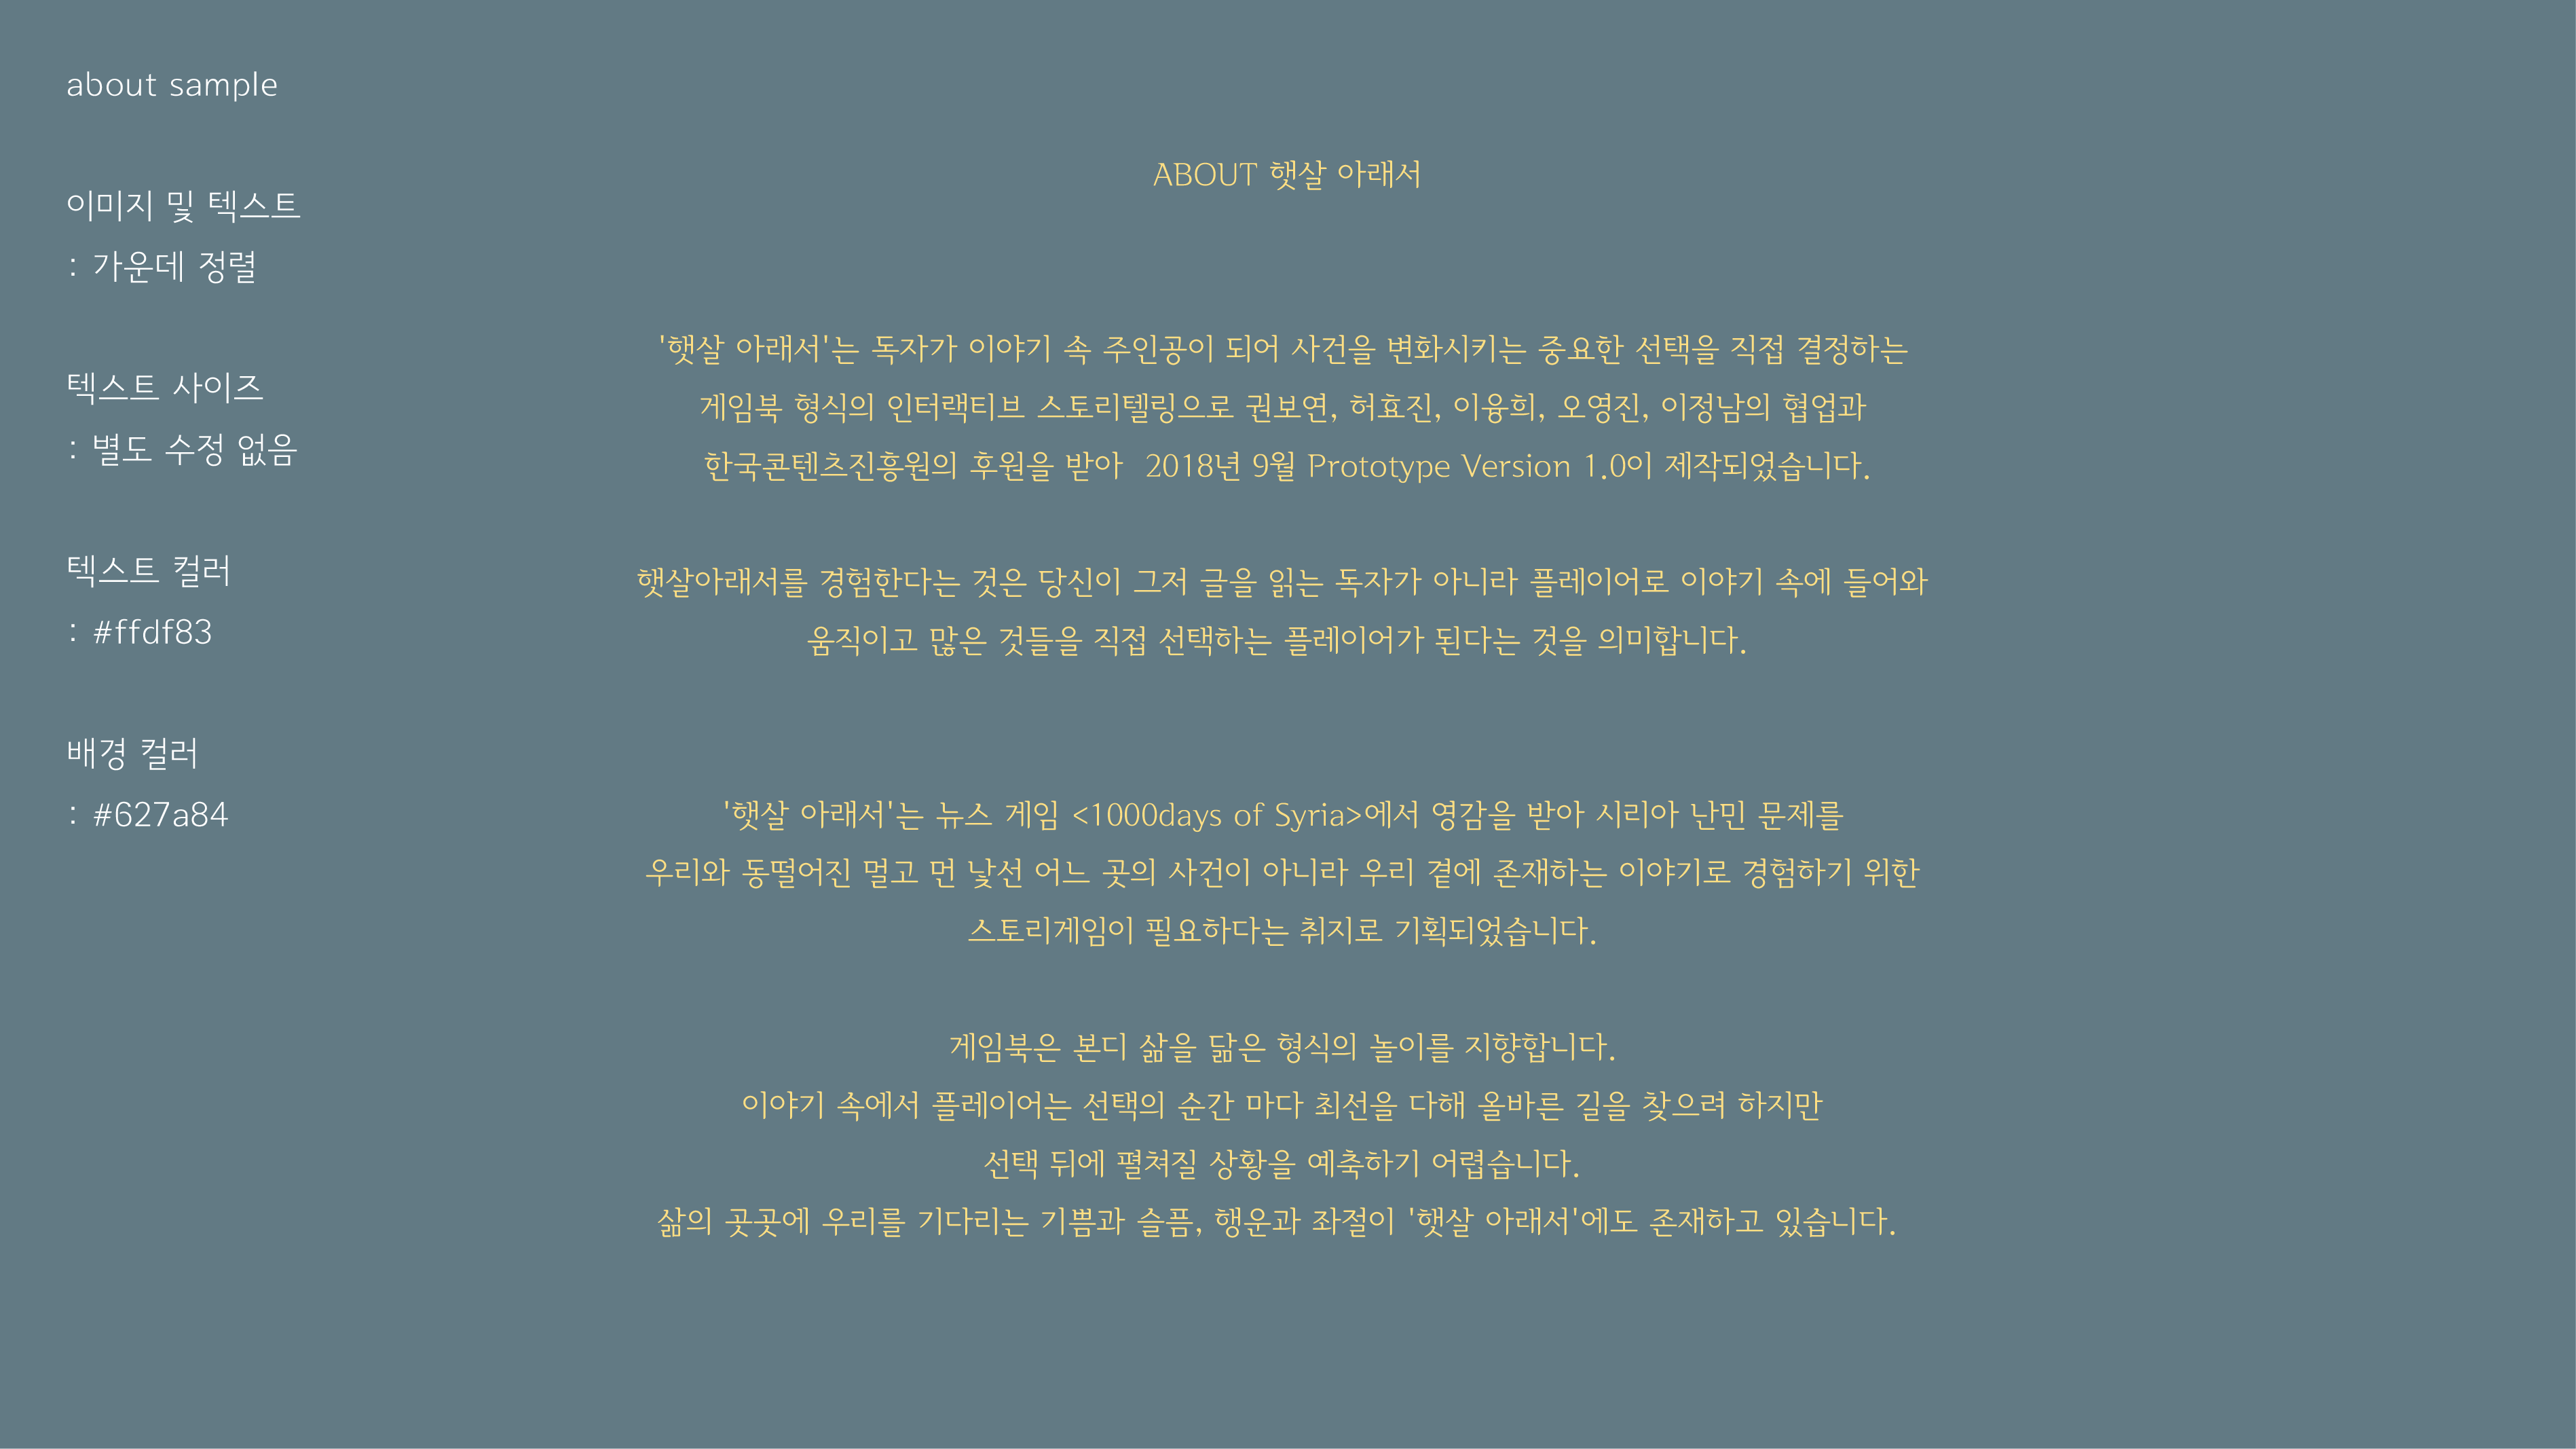 about sample
이미지 및 텍스트
: 가운데 정렬
텍스트 사이즈
: 별도 수정 없음
텍스트 컬러
: #ffdf83
배경 컬러
: #627a84
ABOUT 햇살 아래서
'햇살 아래서'는 독자가 이야기 속 주인공이 되어 사건을 변화시키는 중요한 선택을 직접 결정하는
게임북 형식의 인터랙티브 스토리텔링으로 권보연, 허효진, 이융희, 오영진, 이정남의 협업과
한국콘텐츠진흥원의 후원을 받아  2018년 9월 Prototype Version 1.0이 제작되었습니다.
햇살아래서를 경험한다는 것은 당신이 그저 글을 읽는 독자가 아니라 플레이어로 이야기 속에 들어와
움직이고 많은 것들을 직접 선택하는 플레이어가 된다는 것을 의미합니다.
'햇살 아래서'는 뉴스 게임 <1000days of Syria>에서 영감을 받아 시리아 난민 문제를
우리와 동떨어진 멀고 먼 낯선 어느 곳의 사건이 아니라 우리 곁에 존재하는 이야기로 경험하기 위한
스토리게임이 필요하다는 취지로 기획되었습니다.
게임북은 본디 삶을 닮은 형식의 놀이를 지향합니다.
이야기 속에서 플레이어는 선택의 순간 마다 최선을 다해 올바른 길을 찾으려 하지만
선택 뒤에 펼쳐질 상황을 예측하기 어렵습니다.
삶의 곳곳에 우리를 기다리는 기쁨과 슬픔, 행운과 좌절이 '햇살 아래서'에도 존재하고 있습니다.